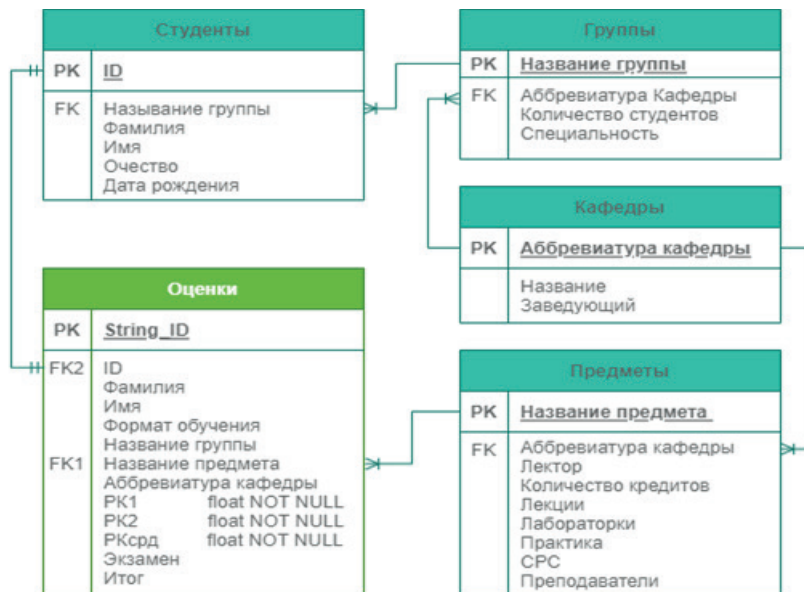 Студенты
PK ID
FK Называние группы
Фамилия
Имя
Очество
Дата рождения
Группы
PK Название группы
FK Аббревиатура Кафедры
Количество студентов
Специальность
Кафедры
PK Аббревиатура кафедры
Название
Заведующий
Оценки
PK String_ID
FK2 ID
Фамилия
Имя
Формат обучения
Название группы
FK1 Название предмета
Аббревиатура кафедры
РК1 float NOT NULL
РК2 float NOT NULL
РКсрд float NOT NULL
Экзамен
Итог
Предметы
PK Название предмета
FK Аббревиатура кафедры
Лектор
Количество кредитов
Лекции
Лабораторки
Практика
СРС
Преподаватели